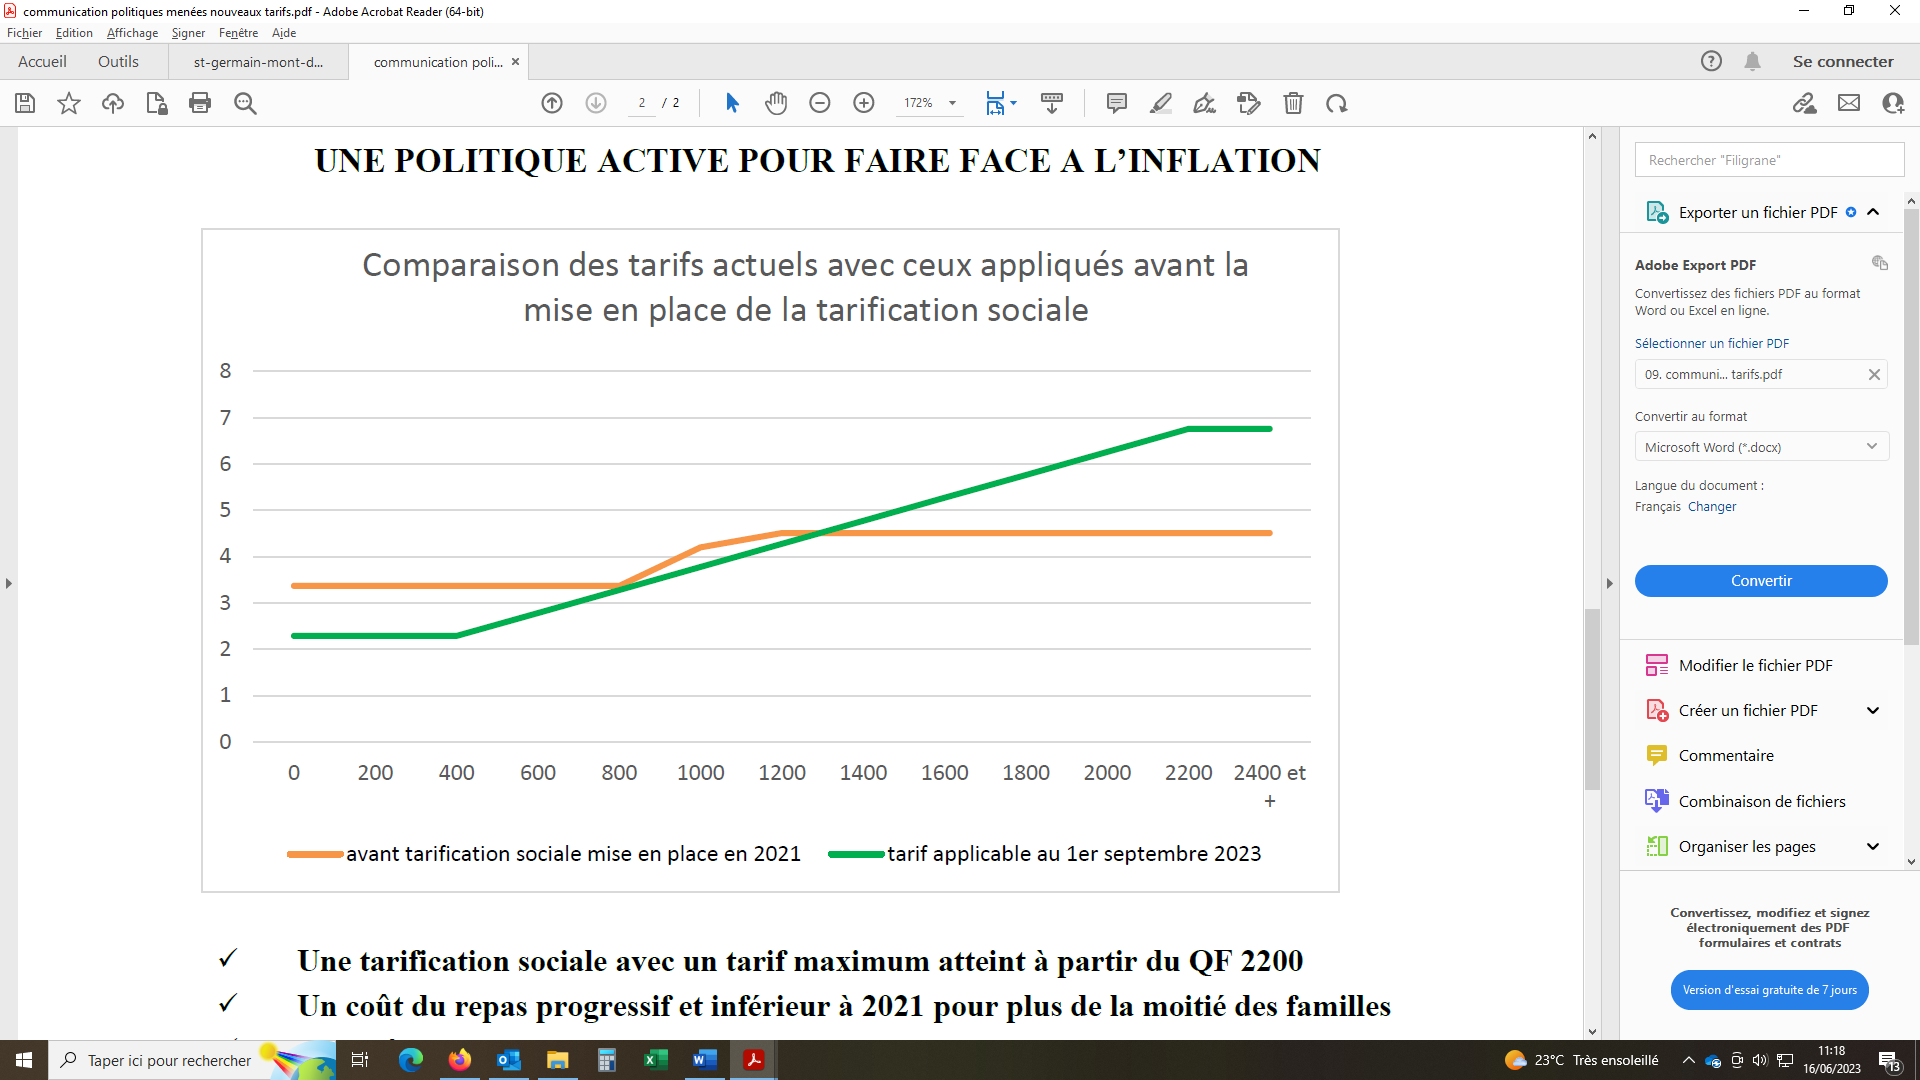 communication politiques menées nouveaux tarifs.pdf - Adobe Acrobat Reader (64-bit)
Fichier Edition Affichage Signer Fenêtre Aide
Accueil Outils st-germain-mont-d... communication poli... × Se connecter
2 / 2 172%
UNE POLITIQUE ACTIVE POUR FAIRE FACE A L’INFLATION
Comparaison des tarifs actuels avec ceux appliqués avant la
mise en place de la tarification sociale
8
7
6
5
4
3
2
1
0
0 200 400 600 800 1000 1200 1400 1600 1800 2000 2200 2400 et
+
avant tarification sociale mise en place en 2021 tarif applicable au 1er septembre 2023
✓ Une tarification sociale avec un tarif maximum atteint à partir du QF 2200
✓ Un coût du repas progressif et inférieur à 2021 pour plus de la moitié des familles
Rechercher "Filigrane"
Exporter un fichier PDF
Adobe Export PDF
Convertissez des fichiers PDF au format
Word ou Excel en ligne.
Sélectionner un fichier PDF
09. communi... tarifs.pdf
Convertir au format
Microsoft Word (*.docx)
Langue du document :
Français Changer
Convertir
Modifier le fichier PDF
Créer un fichier PDF
Commentaire
Combinaison de fichiers
Organiser les pages
Convertissez, modifiez et signez
électroniquement des PDF
formulaires et contrats
Version d'essai gratuite de 7 jours
Taper ici pour rechercher 23°C Très ensoleillé 11:18
16/06/2023 13